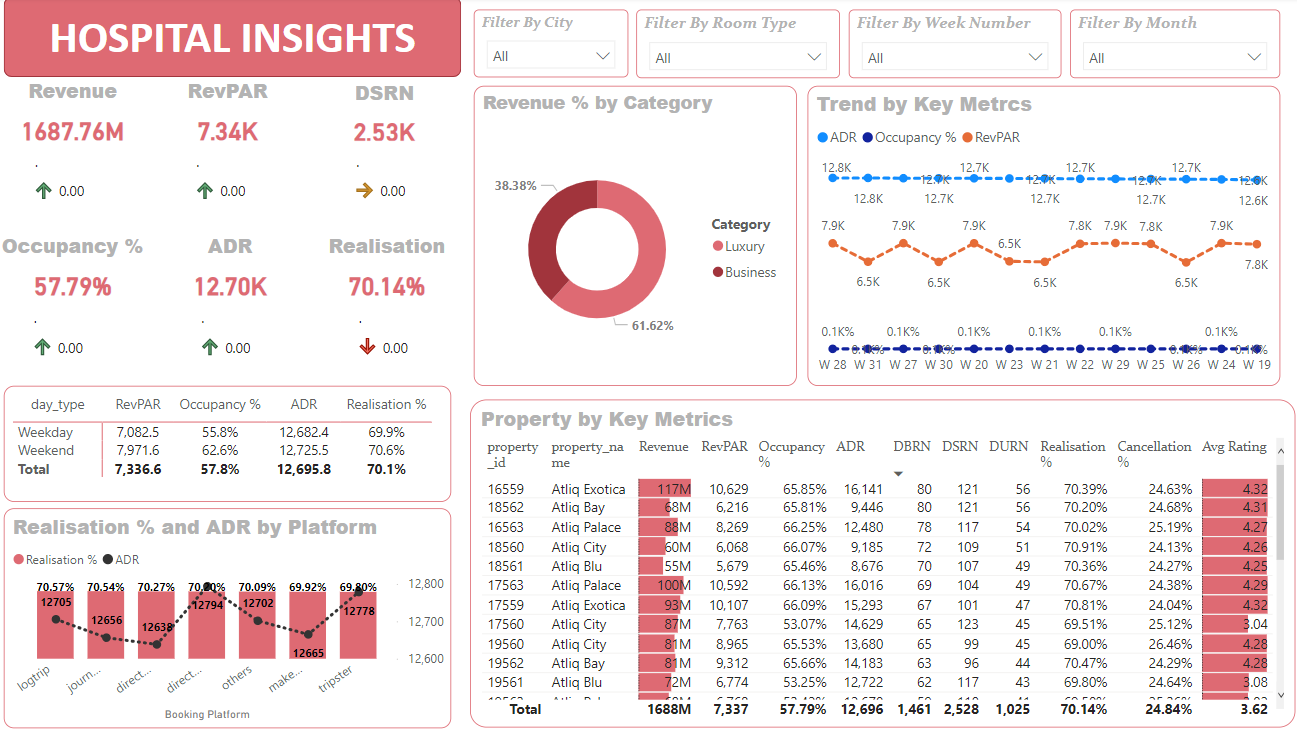 HOSPITAL INSIGHTS
Filter By City
All
Filter By Room Type
All
Filter By Week Number
All
Filter By Month
All
Revenue
1687.76M
.
0.00
RevPAR
7.34K
.
0.00
DSRN
2.53K
.
0.00
Occupancy %
57.79%
.
0.00
ADR
12.70K
.
0.00
Realisation
70.14%
.
0.00
Revenue % by Category
38.38%
61.62%
Category
Luxury
Business
Trend by Key Metrcs
ADR Occupancy % RevPAR
12.8K 12.7K 12.7K 12.7K
12.7K 12.7K 12.7K 12.6K
12.8K 12.7K 12.7K 12.7K 12.6K
7.9K 7.9K 7.9K 6.5K 7.8K 7.9K 7.8K 7.9K
6.5K 6.5K 6.5K 6.5K 7.8K
0.1K% 0.1K% 0.1K% 0.1K% 0.1K% 0.1K%
0.1K% 0.1K% 0.1K% 0.1K%
W 28 W 31 W 27 W 30 W 20 W 23 W 21 W 22 W 29 W 25 W 26 W 24 W 19
day_type RevPAR Occupancy % ADR Realisation %
Weekday 7,082.5 55.8% 12,682.4 69.9%
Weekend 7,971.6 62.6% 12,725.5 70.6%
Total 7,336.6 57.8% 12,695.8 70.1%
Realisation % and ADR by Platform
Realisation % ADR
70.57% 70.54% 70.27% 70.09% 69.92% 69.80%
12705 12656 12638 12794 12702 12665 12778
12,800
12,700
12,600
logtrip journ... direct... direct... others make... tripster
Booking Platform
Property by Key Metrics
property_id property_name Revenue RevPAR Occupancy % ADR DBRN DSRN DURN Realisation % Cancellation % Avg Rating
16559 Atliq Exotica 117M 10,629 65.85% 16,141 80 121 56 70.39% 24.63% 4.32
18562 Atliq Bay 68M 6,216 65.81% 9,446 80 121 56 70.20% 24.68% 4.31
16563 Atliq Palace 88M 8,269 66.25% 12,480 78 117 54 70.02% 25.19% 4.27
18560 Atliq City 60M 6,068 66.07% 9,185 72 109 51 70.91% 24.13% 4.26
18561 Atliq Blu 55M 5,679 65.46% 8,676 70 107 49 70.36% 24.27% 4.25
17563 Atliq Palace 100M 10,592 66.13% 16,016 69 104 49 70.67% 24.38% 4.29
17559 Atliq Exotica 93M 10,107 66.09% 15,293 67 101 47 70.81% 24.04% 4.32
17560 Atliq City 87M 7,763 53.07% 14,629 65 123 45 69.51% 25.12% 3.04
19560 Atliq City 81M 8,965 65.53% 13,680 65 99 45 69.00% 26.46% 4.28
19562 Atliq Bay 81M 9,312 65.66% 14,183 63 96 44 70.47% 24.29% 4.28
19561 Atliq Blu 72M 6,774 53.25% 12,722 62 117 43 69.80% 24.64% 3.08
Total 1688M 7,337 57.79% 12,696 1,461 2,528 1,025 70.14% 24.84% 3.62